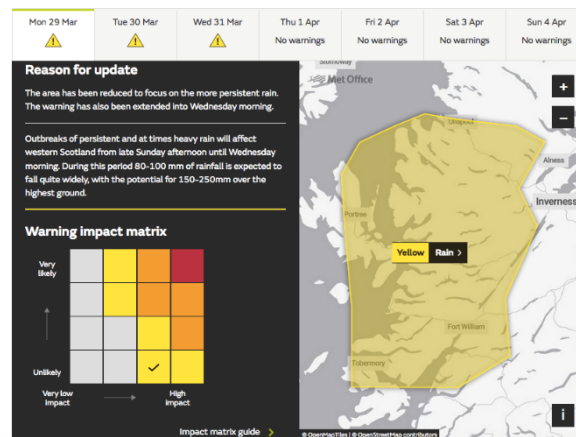 Mon 29 Mar
Tue 30 Mar
Wed 31 Mar
Thu 1 Apr
No warnings
Fri 2 Apr
No warnings
Sat 3 Apr
No warnings
Sun 4 Apr
No warnings
Reason for update
The area has been reduced to focus on the more persistent rain.
The warning has also been extended into Wednesday morning.
Outbreaks of persistent and at times heavy rain will affect
western Scotland from late Sunday afternoon until Wednesday
morning. During this period 80-100 mm of rainfall is expected to
fall quite widely, with the potential for 150-250mm over the
highest ground.
Warning impact matrix
Very
likely
Unlikely
Very low
impact
High
impact
Impact matrix guide >
Stornoway
Met Office
Ullapool
Alness
Inverness
Portree
Yellow Rain >
Fort William
Tobermory
+
−
i
© OpenMapTiles | © OpenStreetMap contributors